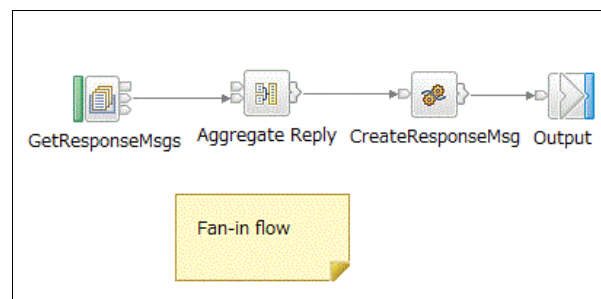 GetResponseMsgs
Aggregate Reply
CreateResponseMsg
Output
Fan-in flow